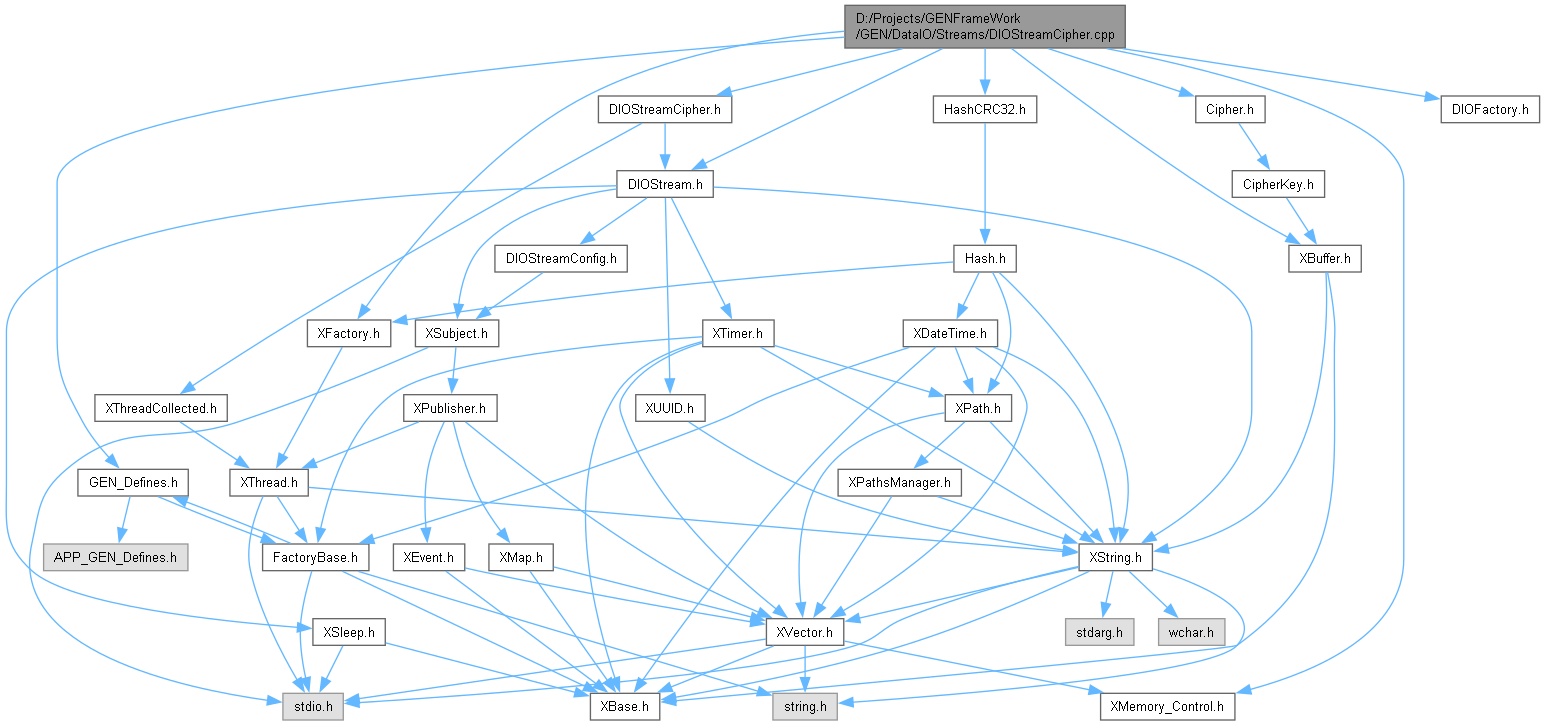 D:/Projects/GENFrameWork
/GEN/DataIO/Streams/DIOStreamCipher.cpp
DIOStreamCipher.h
HashCRC32.h
Cipher.h
DIOFactory.h
DIOStream.h
CipherKey.h
DIOStreamConfig.h
Hash.h
XBuffer.h
XFactory.h
XSubject.h
XTimer.h
XDateTime.h
XThreadCollected.h
XPublisher.h
XUUID.h
XPath.h
GEN_Defines.h
XThread.h
XPathsManager.h
APP_GEN_Defines.h
FactoryBase.h
XEvent.h
XMap.h
XString.h
XSleep.h
XVector.h
stdarg.h
wchar.h
stdio.h
XBase.h
string.h
XMemory_Control.h